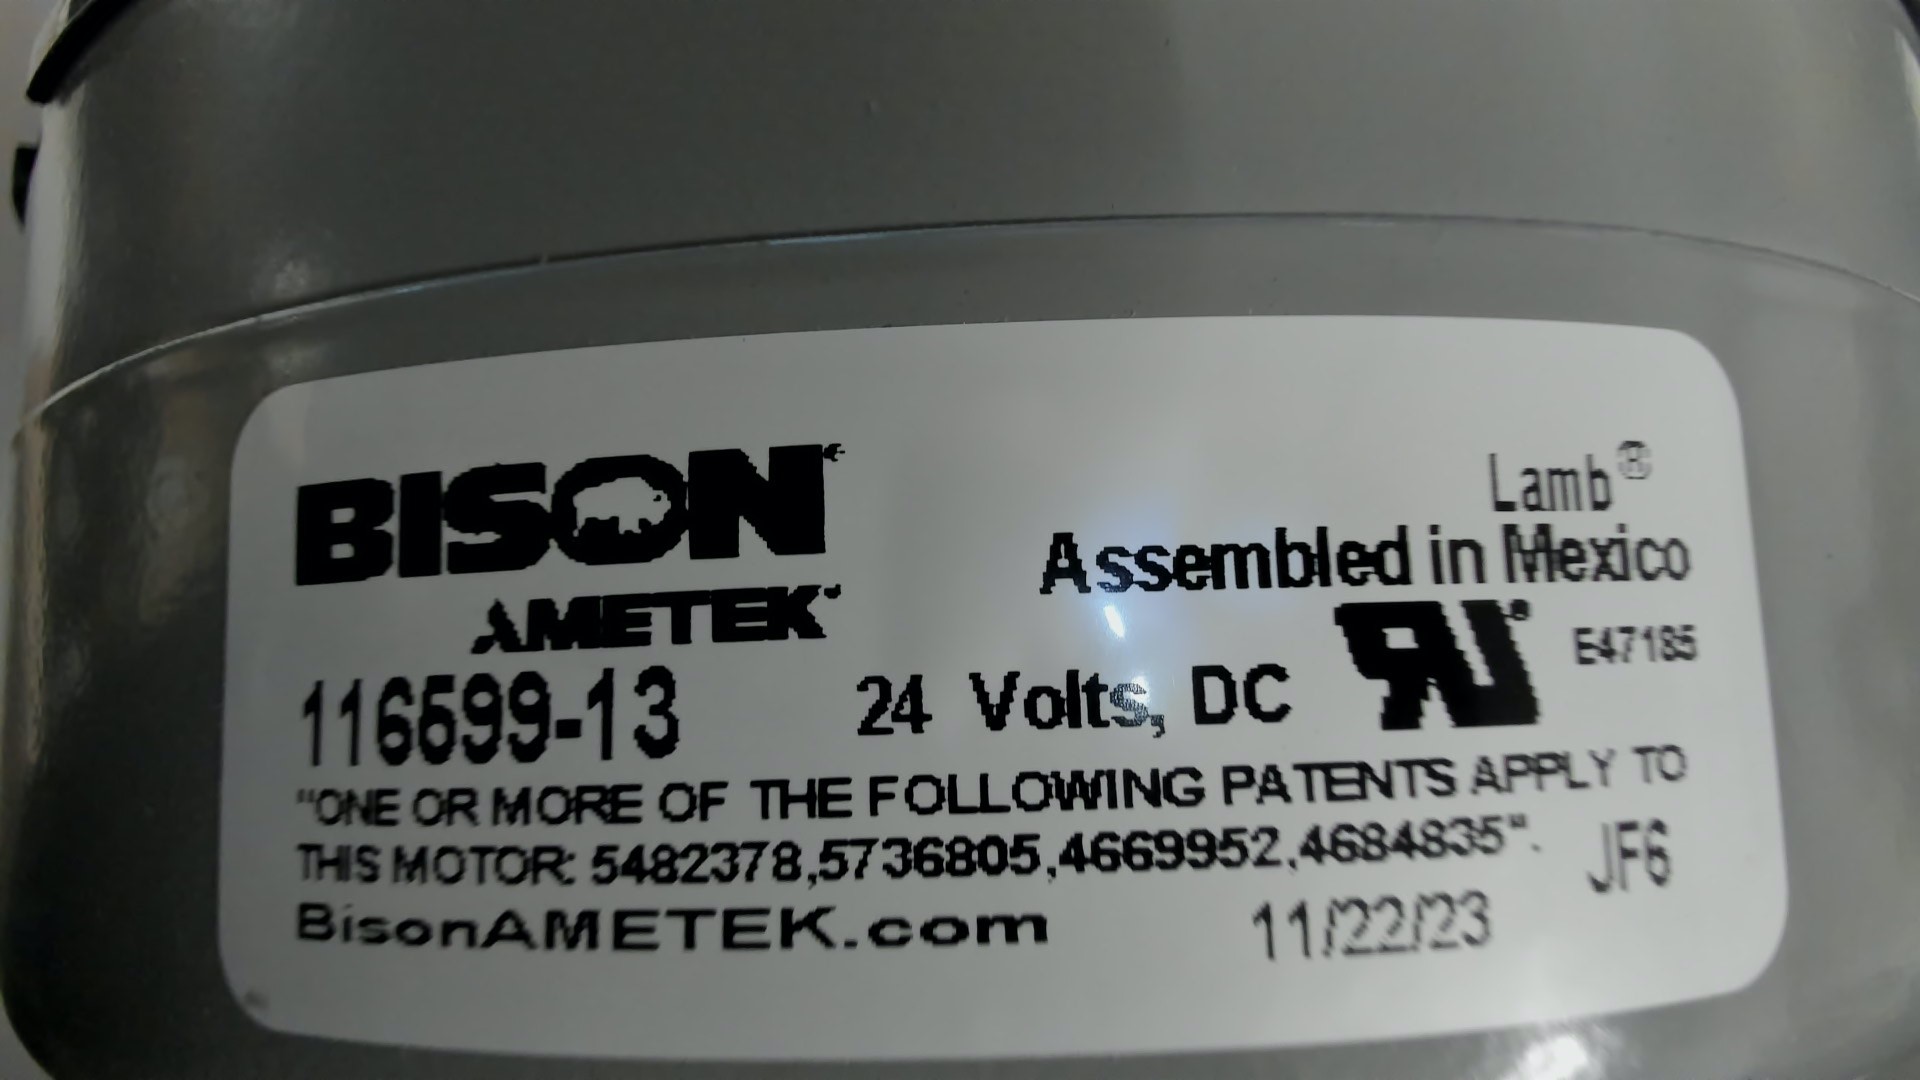 BISON
AMETEK
Lamb®
Assembled in Mexico
E47185
116599-13
24 Volts, DC
"ONE OR MORE OF THE FOLLOWING PATENTS APPLY TO
THIS MOTOR: 5482378,5736805,4669952,4684835".
JF6
BisonAMETEK.com
11/22/23